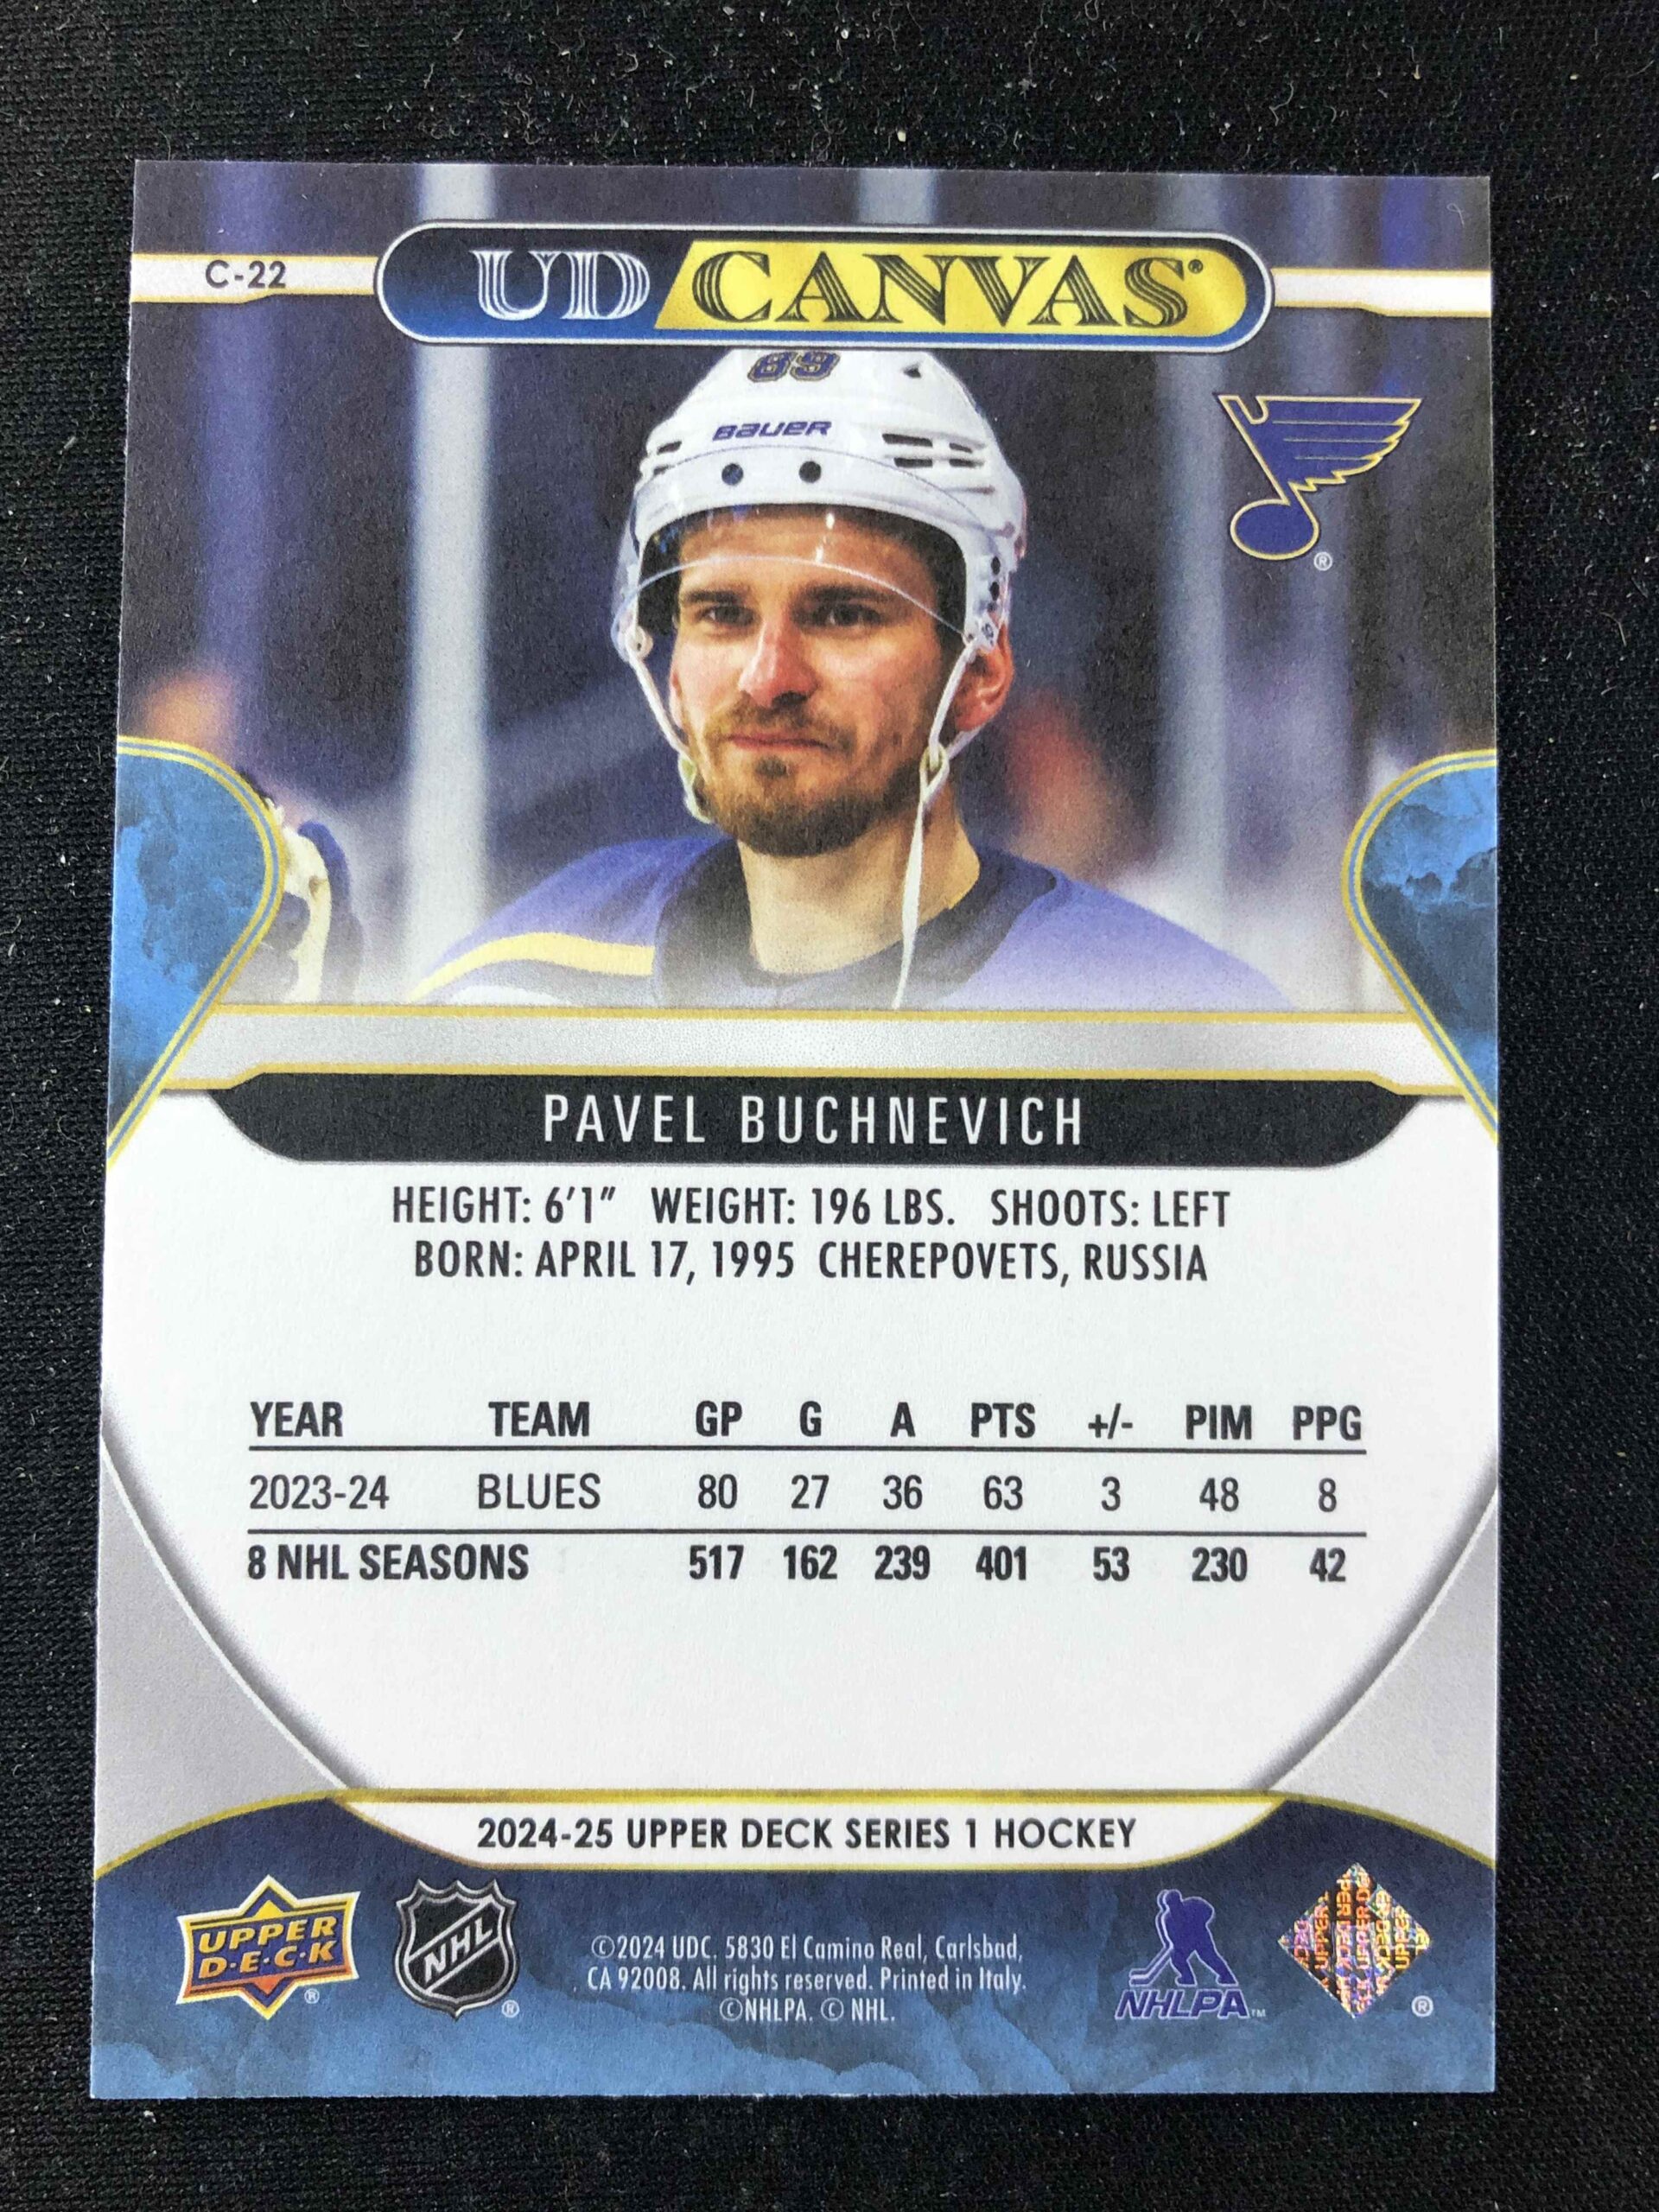 C-22
UD CANVAS®
89
BAUER
®
PAVEL BUCHNEVICH
HEIGHT: 6'1" WEIGHT: 196 LBS. SHOOTS: LEFT
BORN: APRIL 17, 1995 CHEREPOVETS, RUSSIA
YEAR TEAM GP G A PTS +/- PIM PPG
2023-24 BLUES 80 27 36 63 3 48 8
8 NHL SEASONS 517 162 239 401 53 230 42
2024-25 UPPER DECK SERIES 1 HOCKEY
UPPER
D·E·C·K
®
NHL
®
©2024 UDC. 5830 El Camino Real, Carlsbad,
CA 92008. All rights reserved. Printed in Italy.
©NHLPA. © NHL.
NHLPA™
®